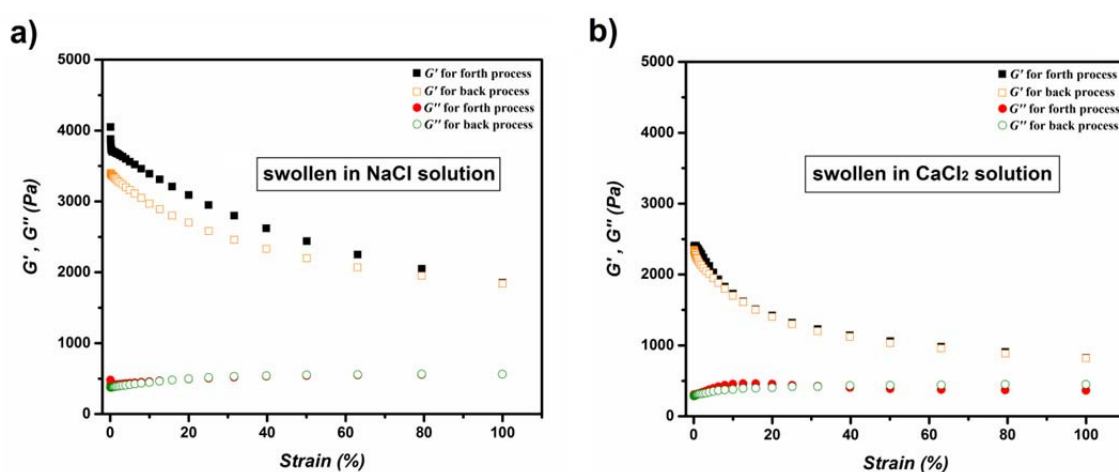 a)
5000
4000
3000
2000
1000
0
G' , G'' (Pa)
■ G' for forth process
□ G' for back process
● G'' for forth process
○ G'' for back process
swollen in NaCl solution
0 20 40 60 80 100
Strain (%)
b)
5000
4000
3000
2000
1000
0
G' , G'' (Pa)
■ G' for forth process
□ G' for back process
● G'' for forth process
○ G'' for back process
swollen in CaCl₂ solution
0 20 40 60 80 100
Strain (%)